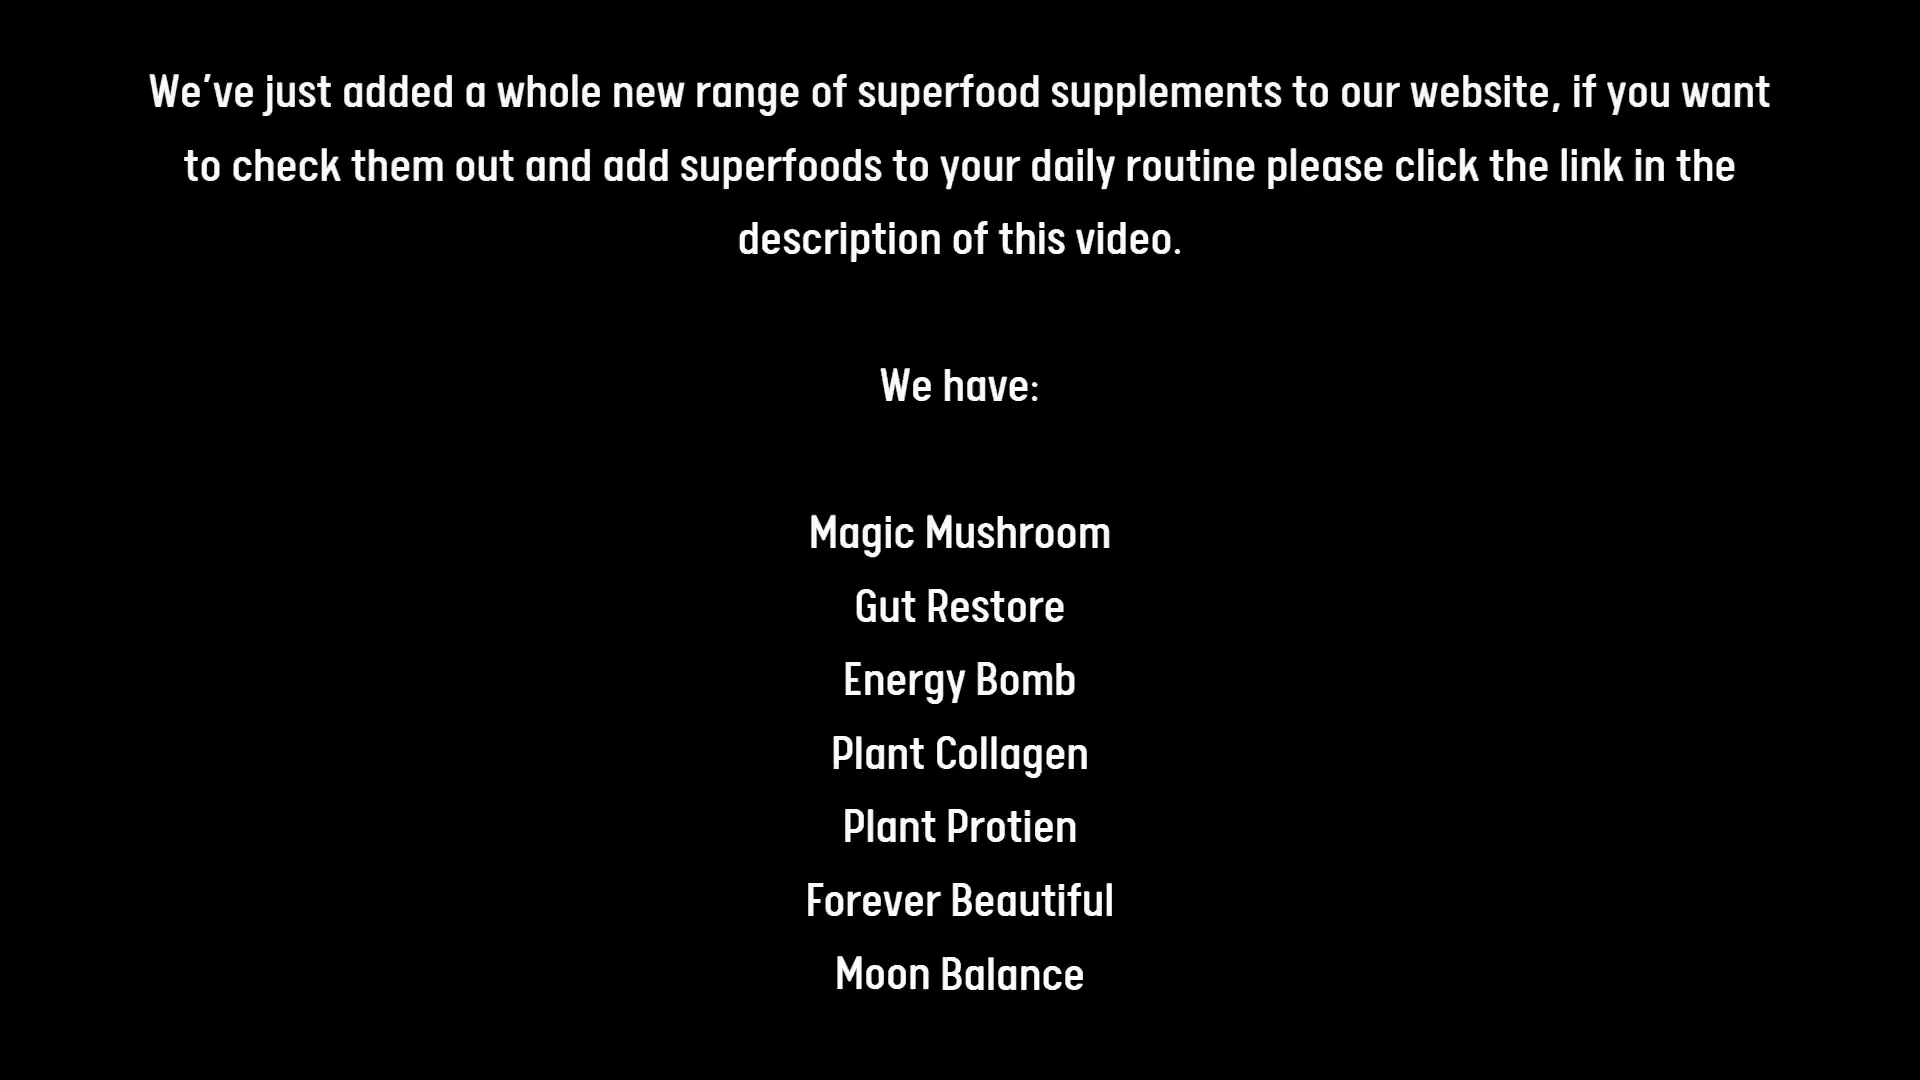 We've just added a whole new range of superfood supplements to our website, if you want
to check them out and add superfoods to your daily routine please click the link in the
description of this video.
We have:
Magic Mushroom
Gut Restore
Energy Bomb
Plant Collagen
Plant Protien
Forever Beautiful
Moon Balance